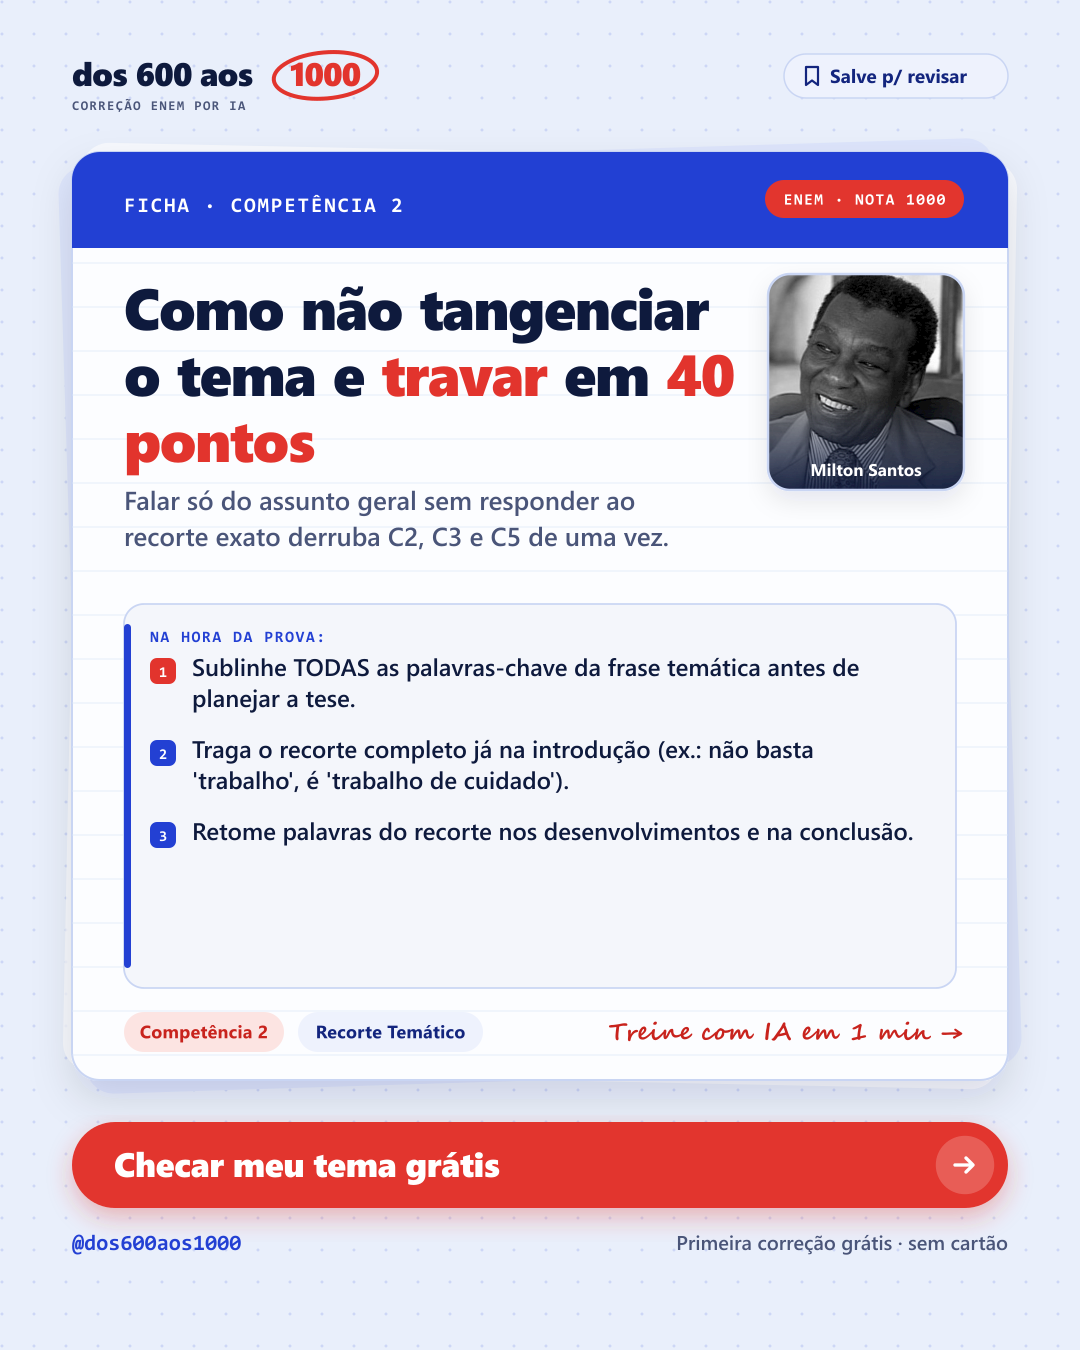 dos 600 aos 1000
CORREÇÃO ENEM POR IA
Salve p/ revisar
FICHA · COMPETÊNCIA 2
ENEM · NOTA 1000
Como não tangenciar
o tema e travar em 40
pontos
Milton Santos
Falar só do assunto geral sem responder ao
recorte exato derruba C2, C3 e C5 de uma vez.
NA HORA DA PROVA:
1 Sublinhe TODAS as palavras-chave da frase temática antes de
planejar a tese.
2 Traga o recorte completo já na introdução (ex.: não basta
'trabalho', é 'trabalho de cuidado').
3 Retome palavras do recorte nos desenvolvimentos e na conclusão.
Competência 2
Recorte Temático
Treine com IA em 1 min →
Checar meu tema grátis →
@dos600aos1000
Primeira correção grátis · sem cartão